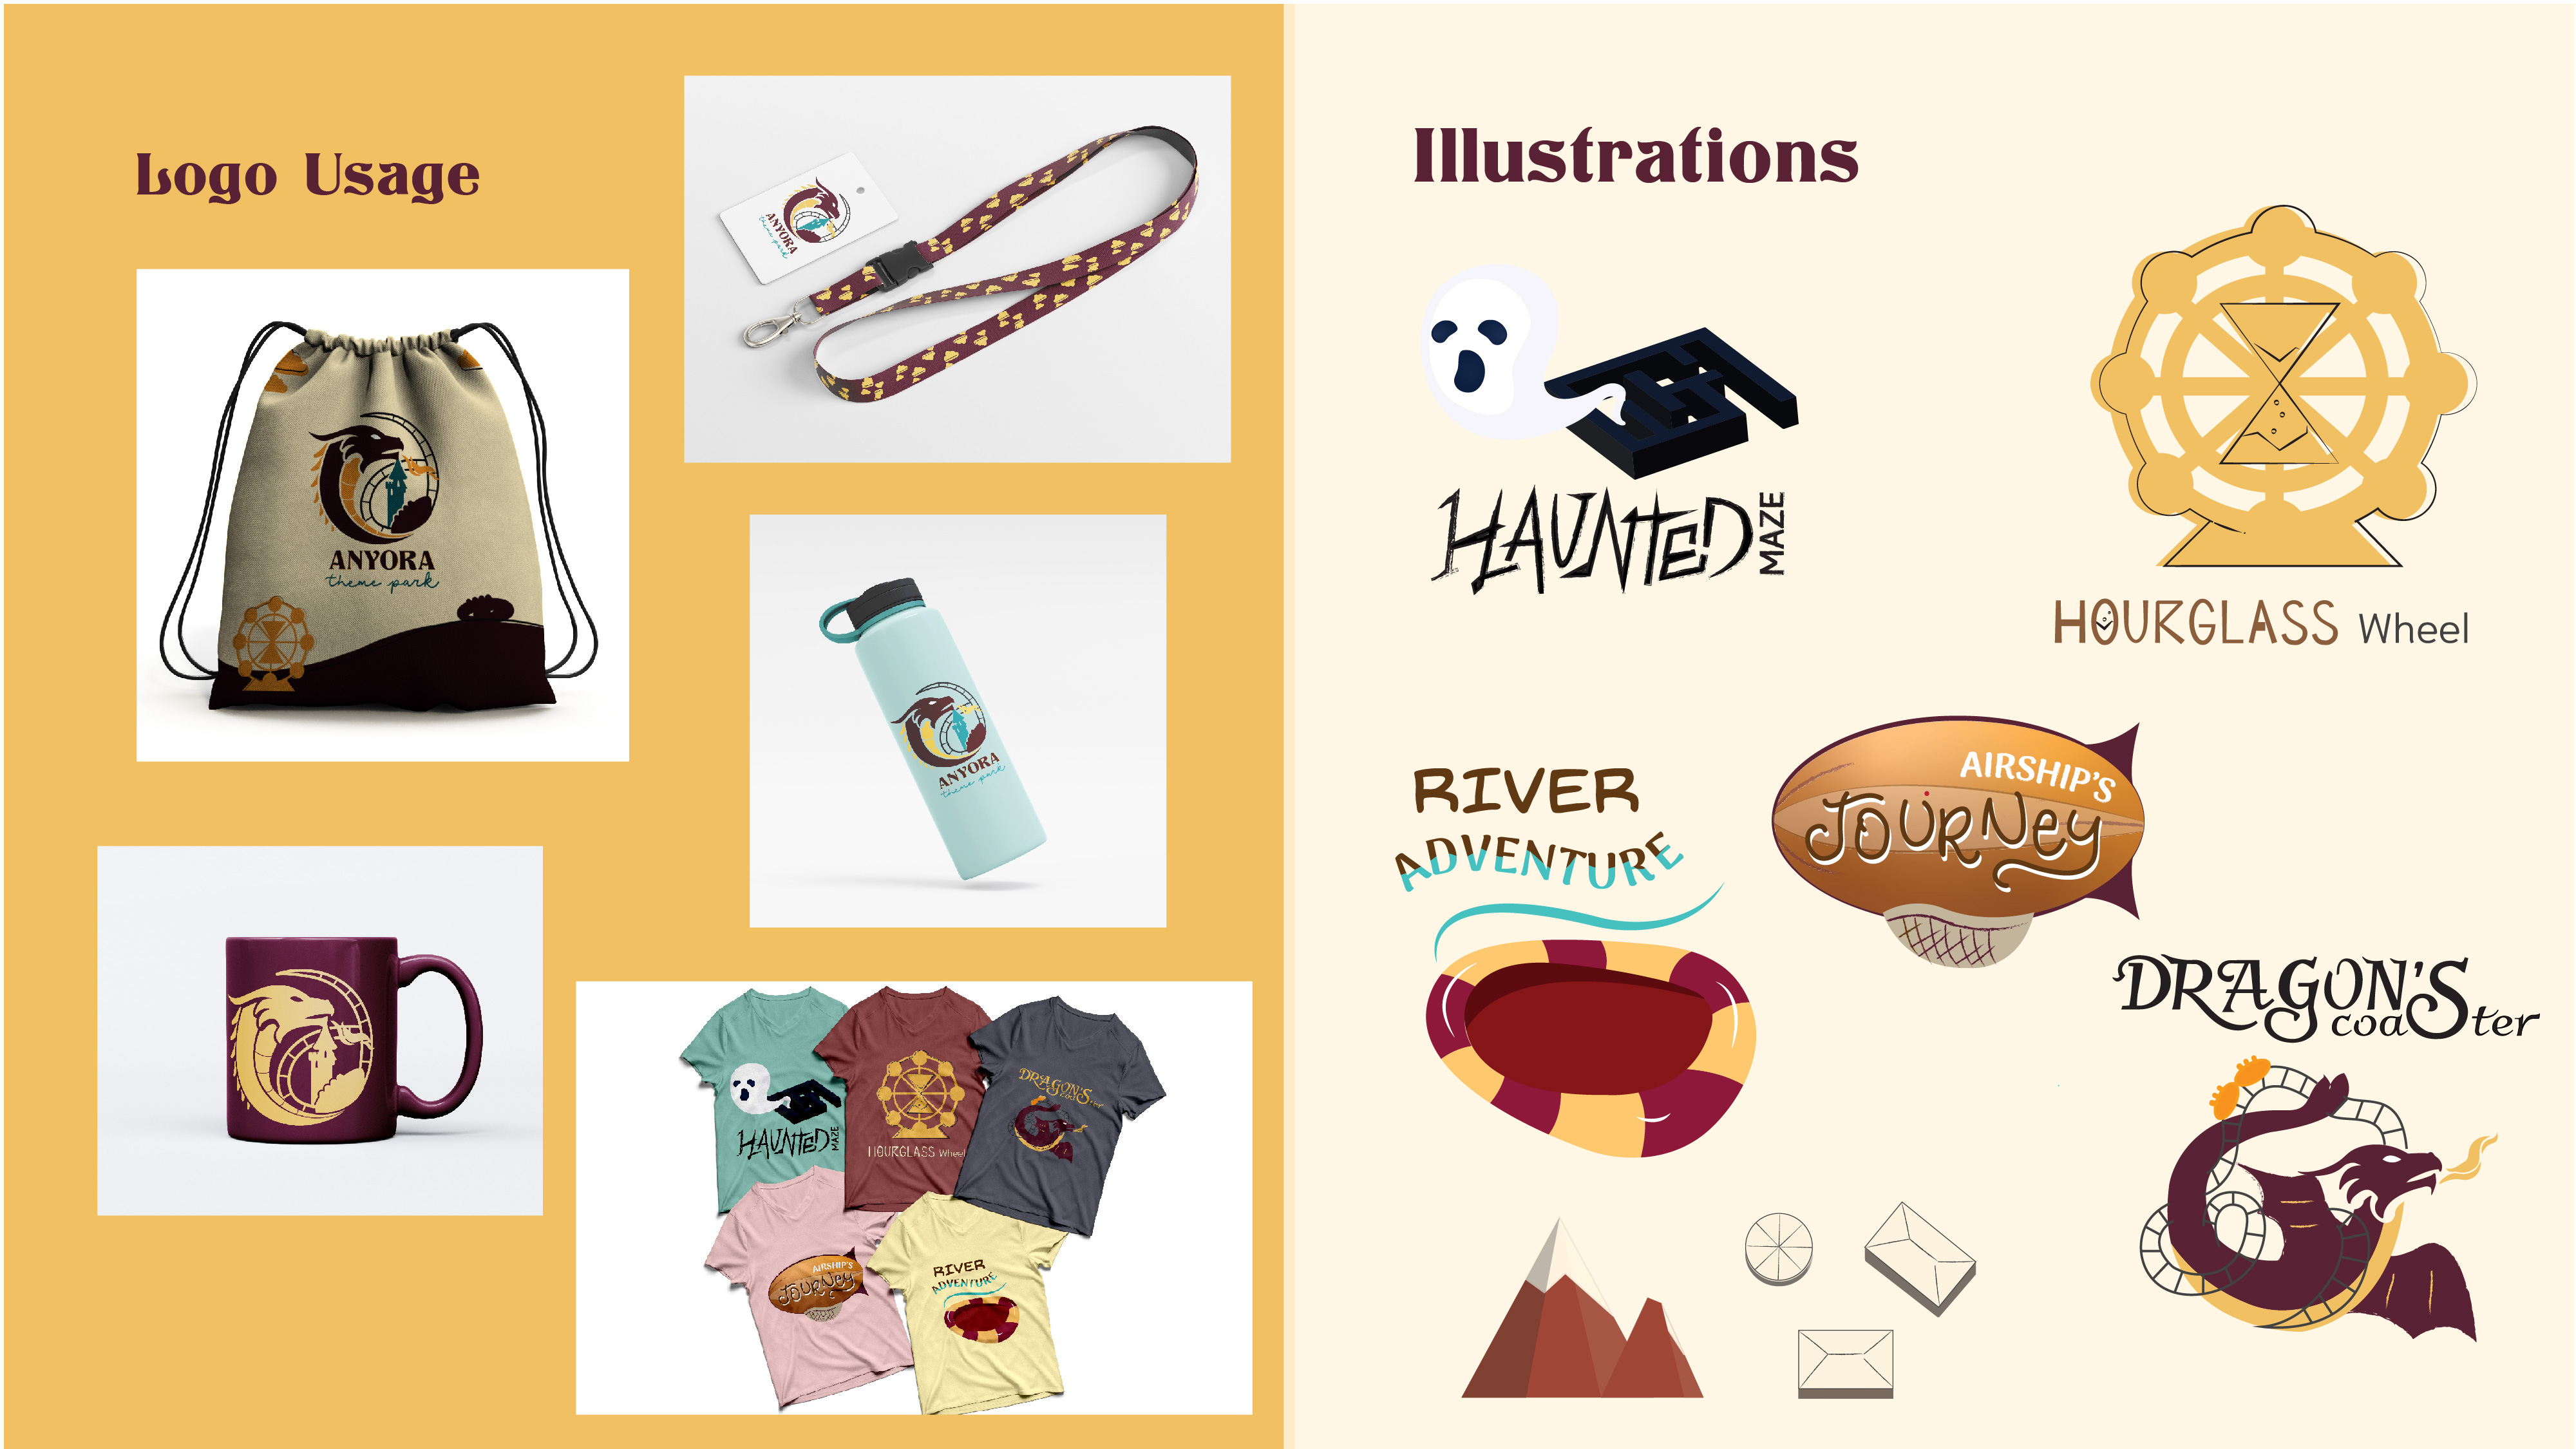 Logo Usage
ANYORA
theme park
ANYORA
theme park
ANYORA
theme park
HAUNTED
MAZE
HOURGLASS Wheel
DRAGON'S
coaSter
AIRSHIP'S
JOURNey
RIVER
ADVENTURE
Illustrations
HAUNTED
MAZE
HOURGLASS Wheel
RIVER
ADVENTURE
AIRSHIP'S
JOURNey
DRAGON'S
coaSter